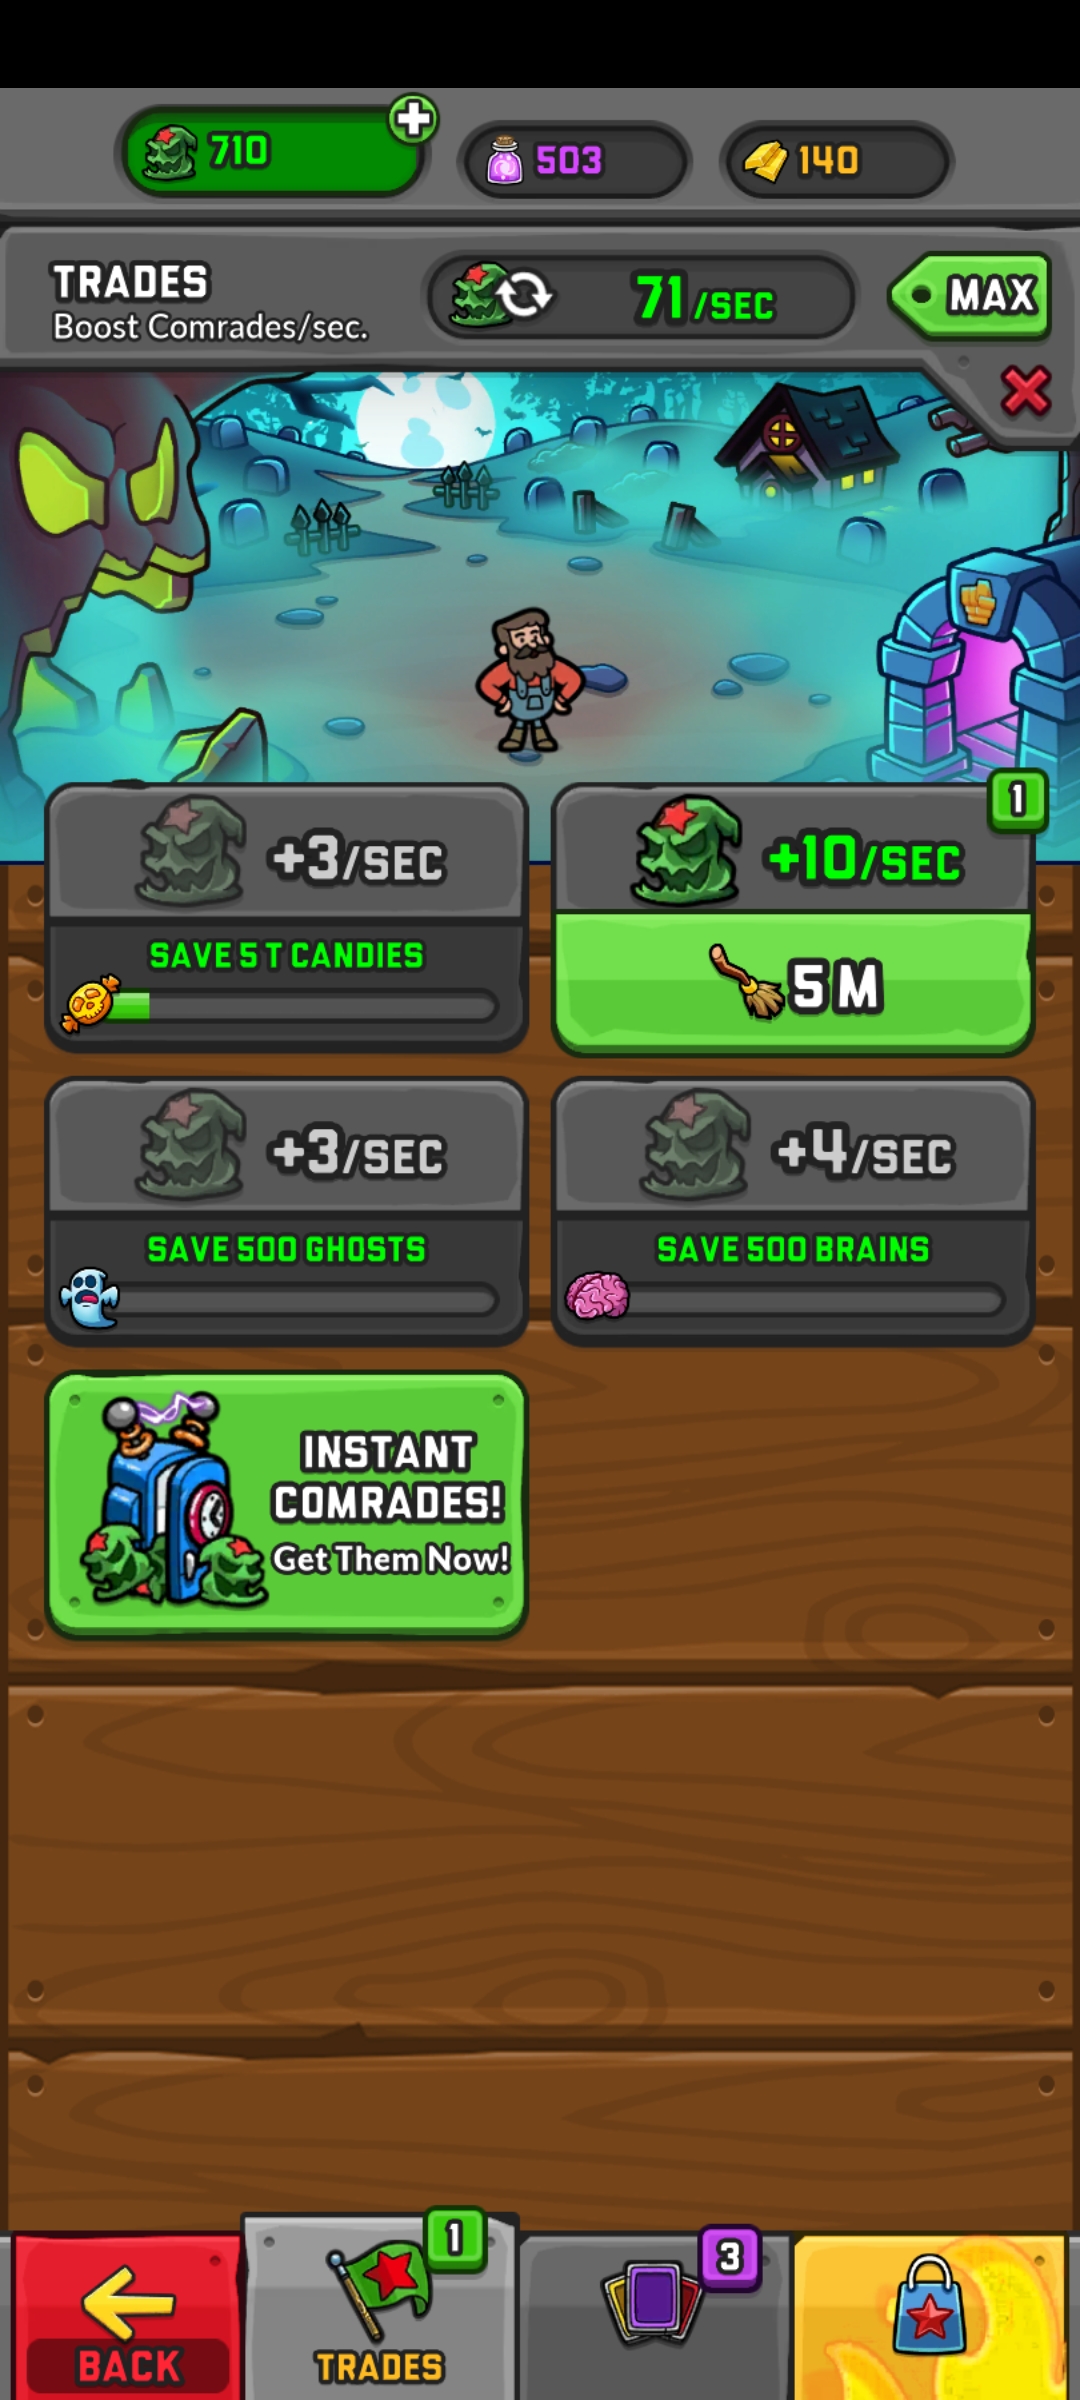 710
503
140
TRADES
Boost Comrades/sec.
71/SEC
MAX
+3/SEC
SAVE 5 T CANDIES
1
+10/SEC
5 M
+3/SEC
SAVE 500 GHOSTS
+4/SEC
SAVE 500 BRAINS
INSTANT
COMRADES!
Get Them Now!
BACK
1
TRADES
3